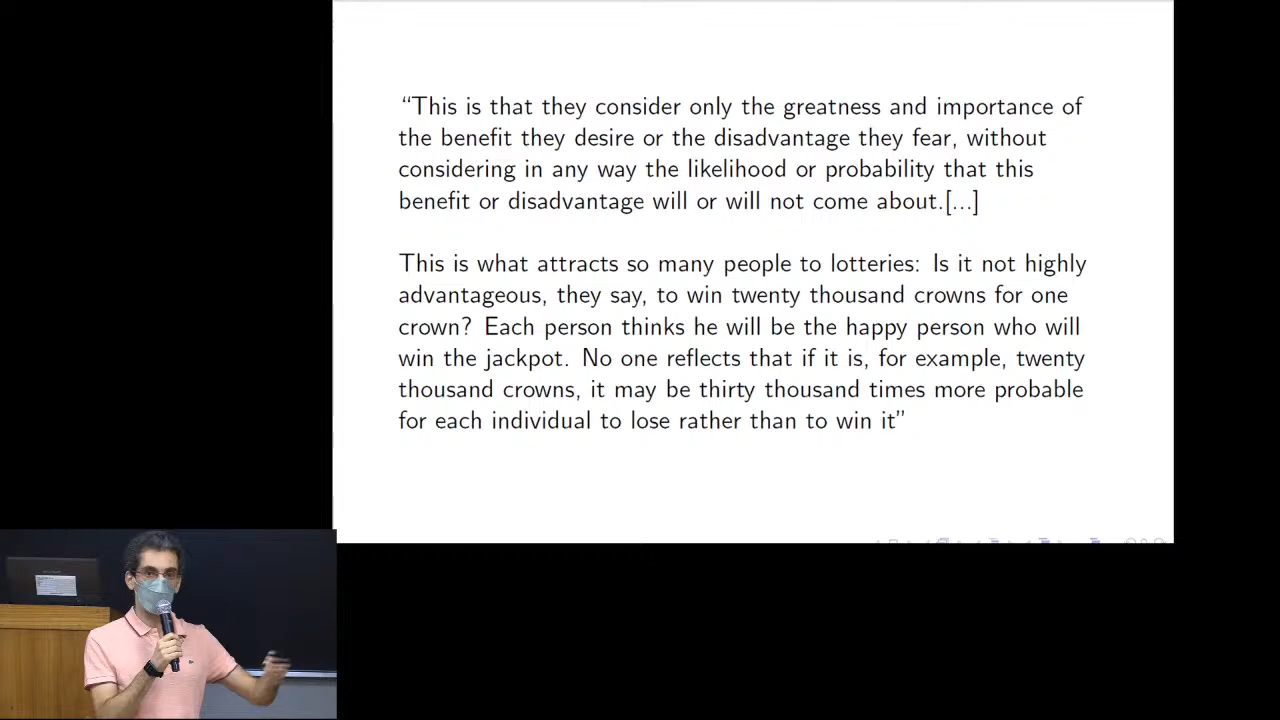 “This is that they consider only the greatness and importance of
the benefit they desire or the disadvantage they fear, without
considering in any way the likelihood or probability that this
benefit or disadvantage will or will not come about.[...]
This is what attracts so many people to lotteries: Is it not highly
advantageous, they say, to win twenty thousand crowns for one
crown? Each person thinks he will be the happy person who will
win the jackpot. No one reflects that if it is, for example, twenty
thousand crowns, it may be thirty thousand times more probable
for each individual to lose rather than to win it”